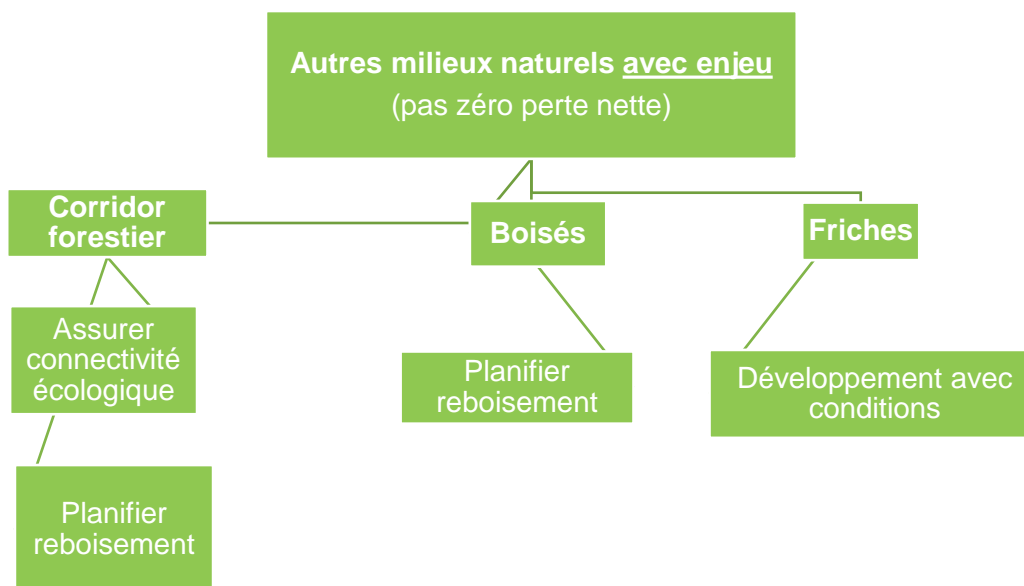 Autres milieux naturels avec enjeu
(pas zéro perte nette)
Corridor
forestier
Boisés
Friches
Assurer
connectivité
écologique
Planifier
reboisement
Développement avec
conditions
Planifier
reboisement